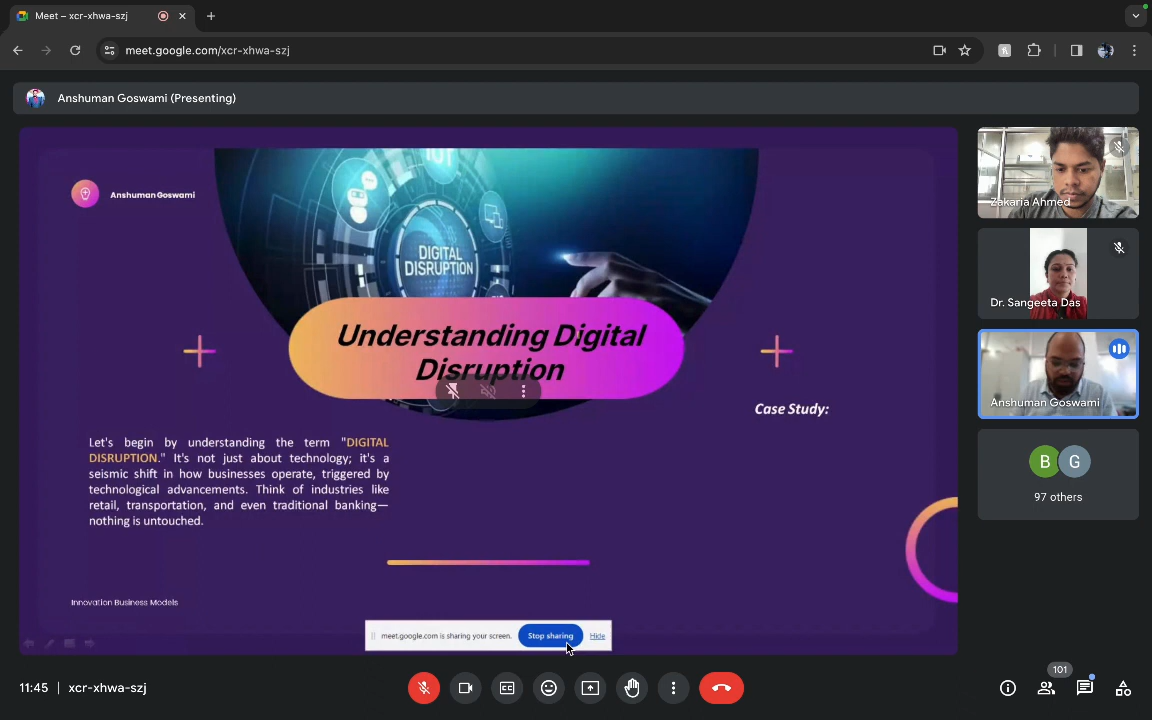 Meet – xcr-xhwa-szj
meet.google.com/xcr-xhwa-szj
Anshuman Goswami (Presenting)
Anshuman Goswami
IOT
DIGITAL
DISRUPTION
Understanding Digital
Disruption
Case Study:
Let's begin by understanding the term "DIGITAL
DISRUPTION." It's not just about technology; it's a
seismic shift in how businesses operate, triggered by
technological advancements. Think of industries like
retail, transportation, and even traditional banking—
nothing is untouched.
Innovation Business Models
meet.google.com is sharing your screen.
Stop sharing
Hide
Zakaria Ahmed
Dr. Sangeeta Das
Anshuman Goswami
B
G
97 others
11:45 | xcr-xhwa-szj
CC
101